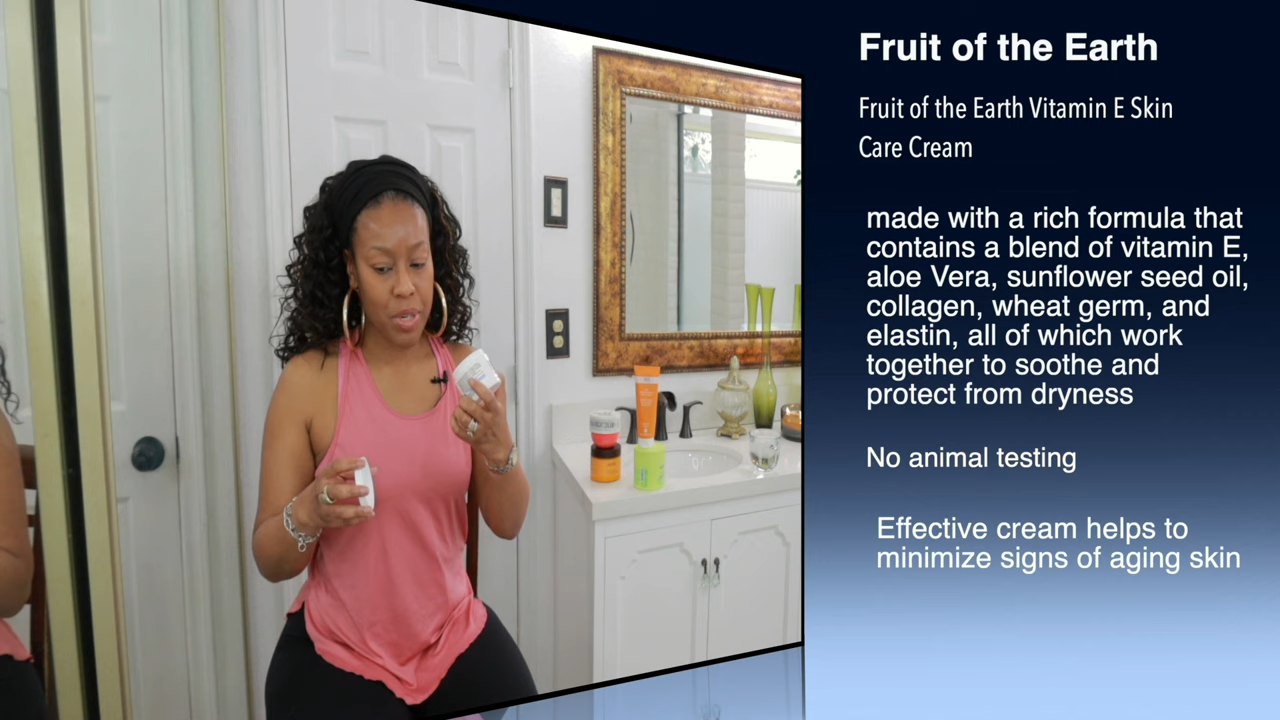 Fruit of the Earth
Fruit of the Earth Vitamin E Skin
Care Cream
made with a rich formula that
contains a blend of vitamin E,
aloe Vera, sunflower seed oil,
collagen, wheat germ, and
elastin, all of which work
together to soothe and
protect from dryness
No animal testing
Effective cream helps to
minimize signs of aging skin